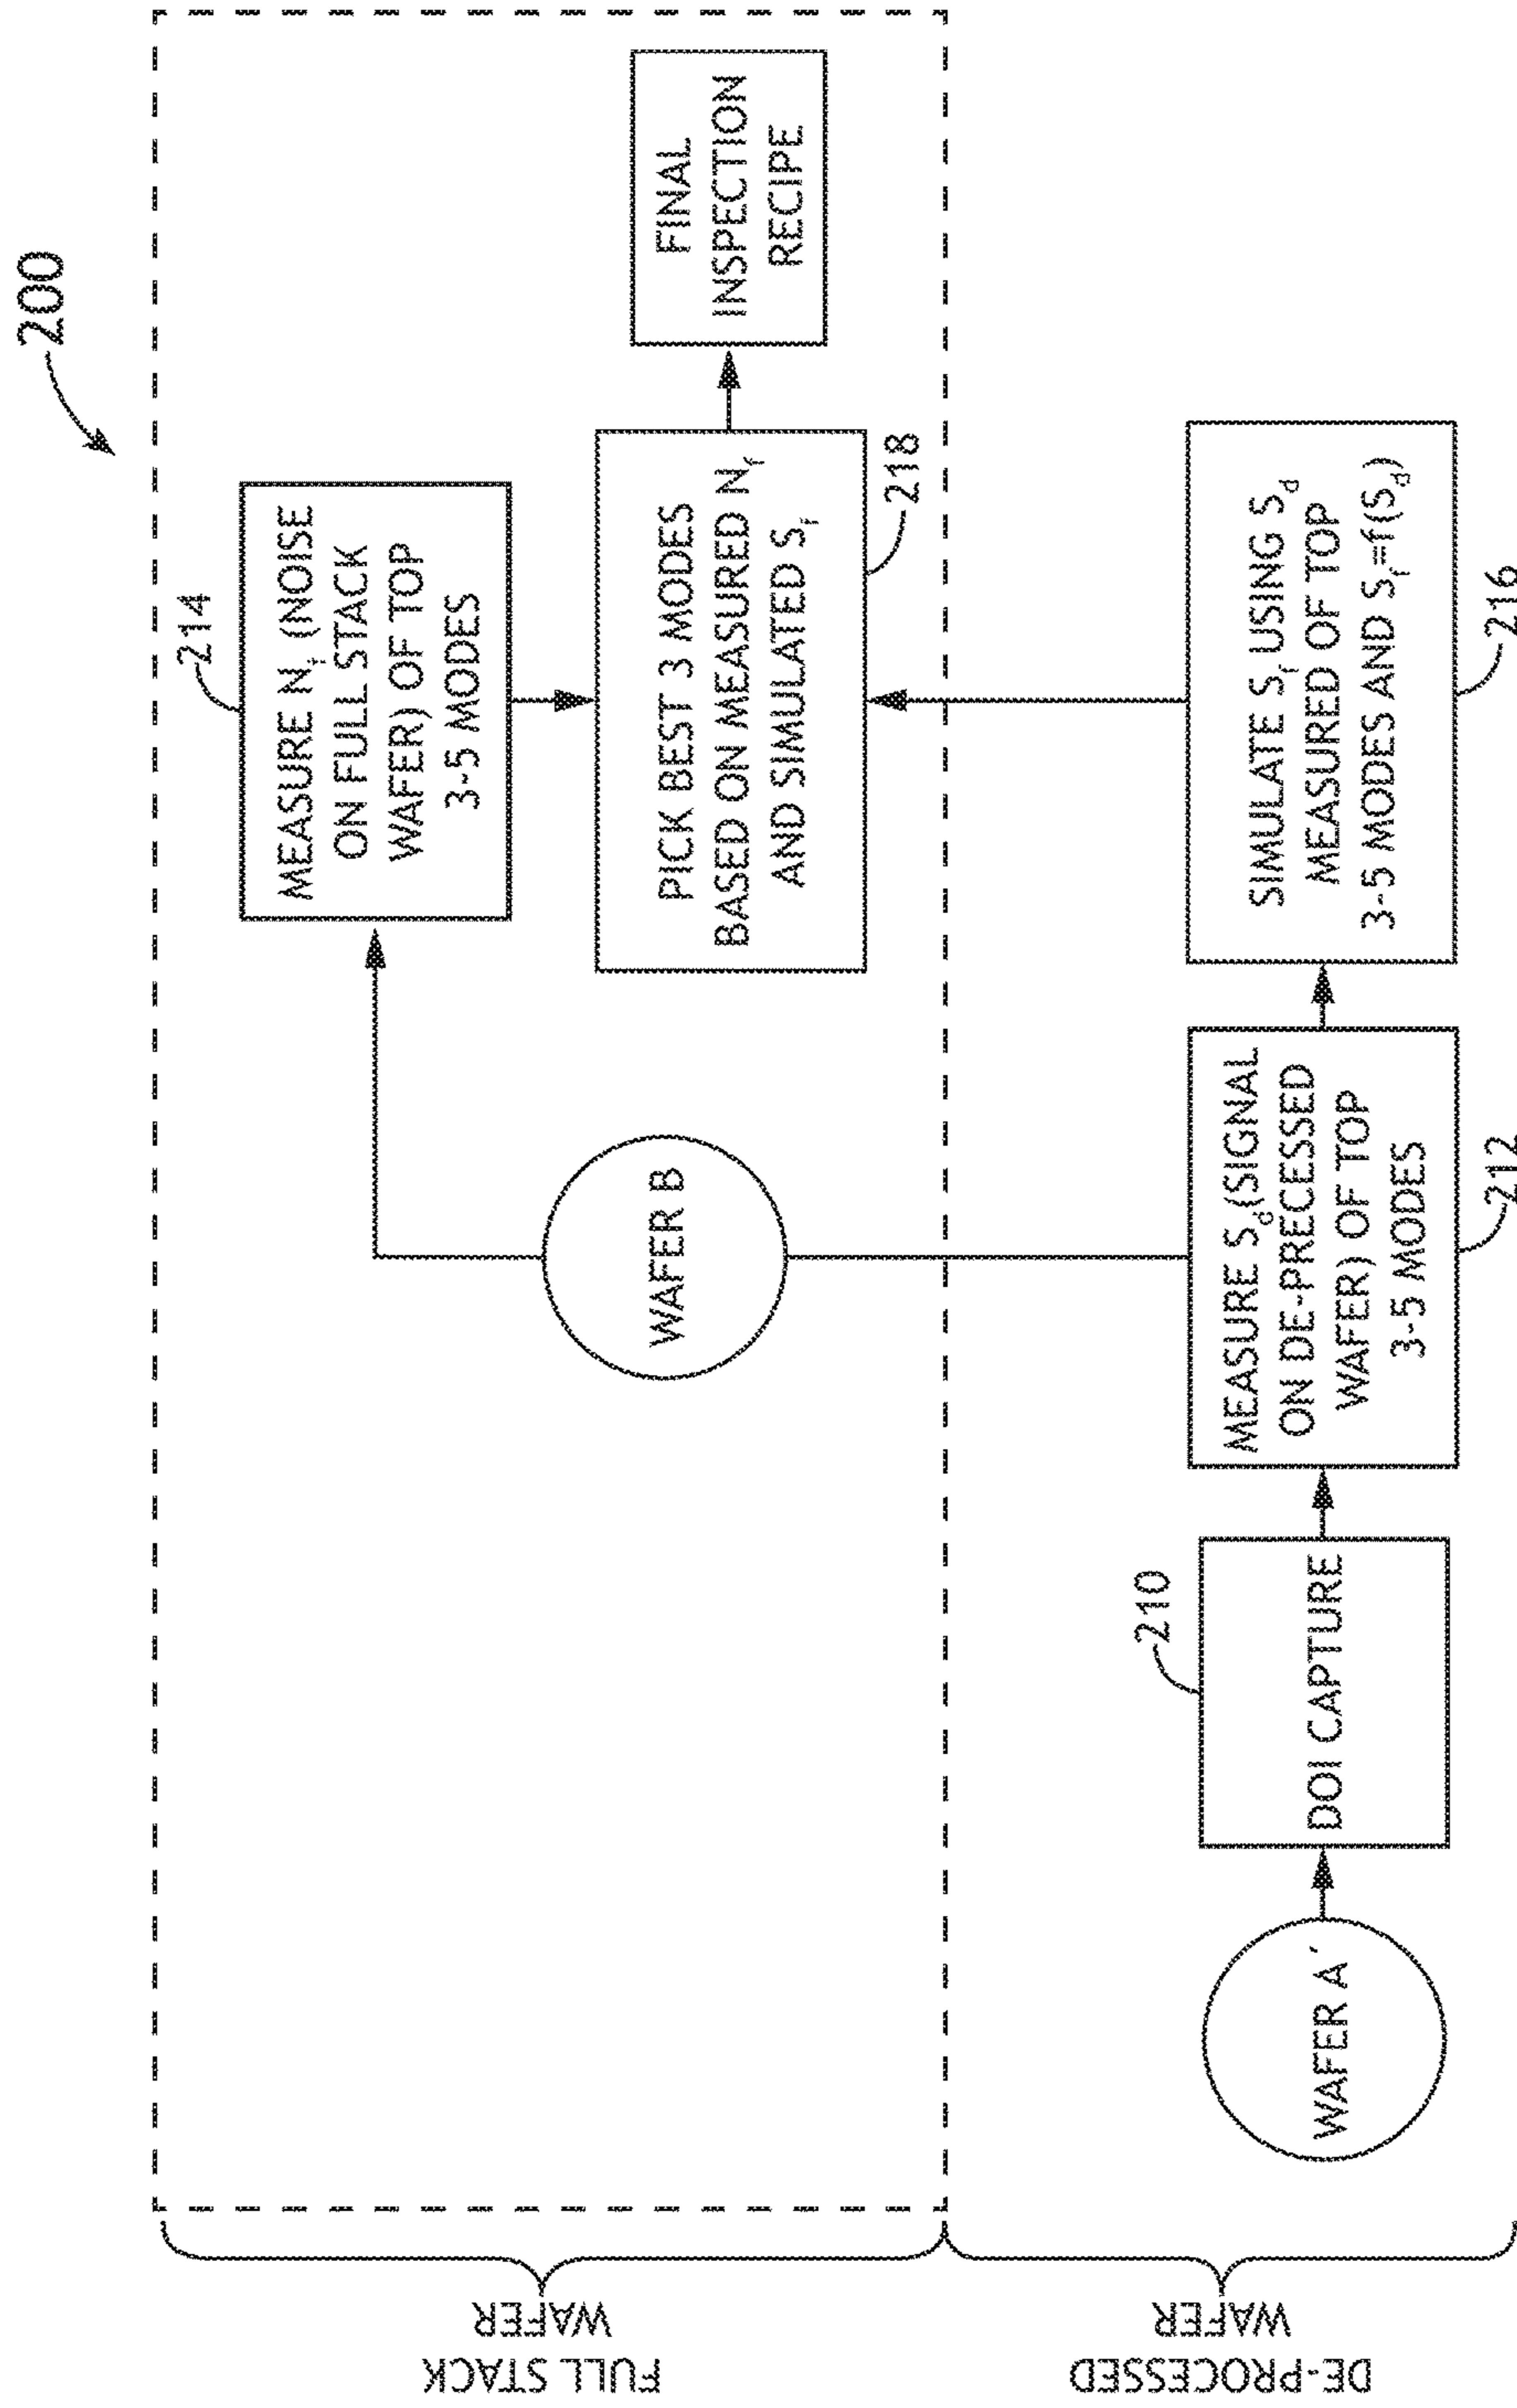 200
FULL STACK
WAFER
214
MEASURE Nf (NOISE
ON FULL STACK
WAFER) OF TOP
3-5 MODES
WAFER B
PICK BEST 3 MODES
BASED ON MEASURED Nf
AND SIMULATED Sf
218
FINAL
INSPECTION
RECIPE
DE-PROCESSED
WAFER
WAFER A´
210
DOI CAPTURE
MEASURE Sd(SIGNAL
ON DE-PRECESSED
WAFER) OF TOP
3-5 MODES
212
SIMULATE Sf USING Sd
MEASURED OF TOP
3-5 MODES AND Sf=f(Sd)
216